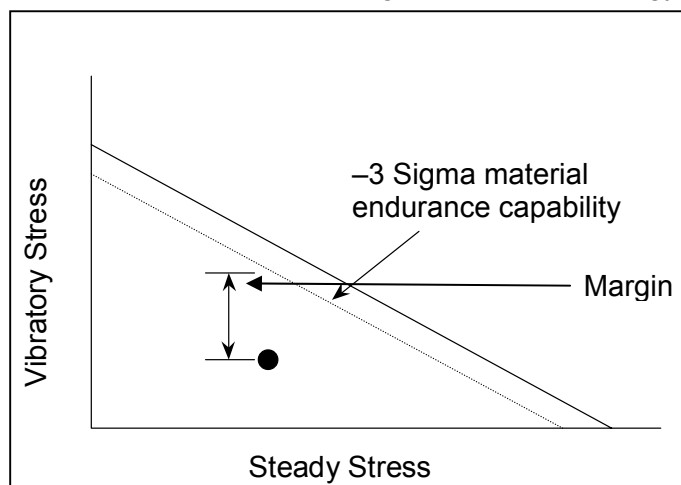 –3 Sigma material
endurance capability
Margin
Vibratory Stress
Steady Stress